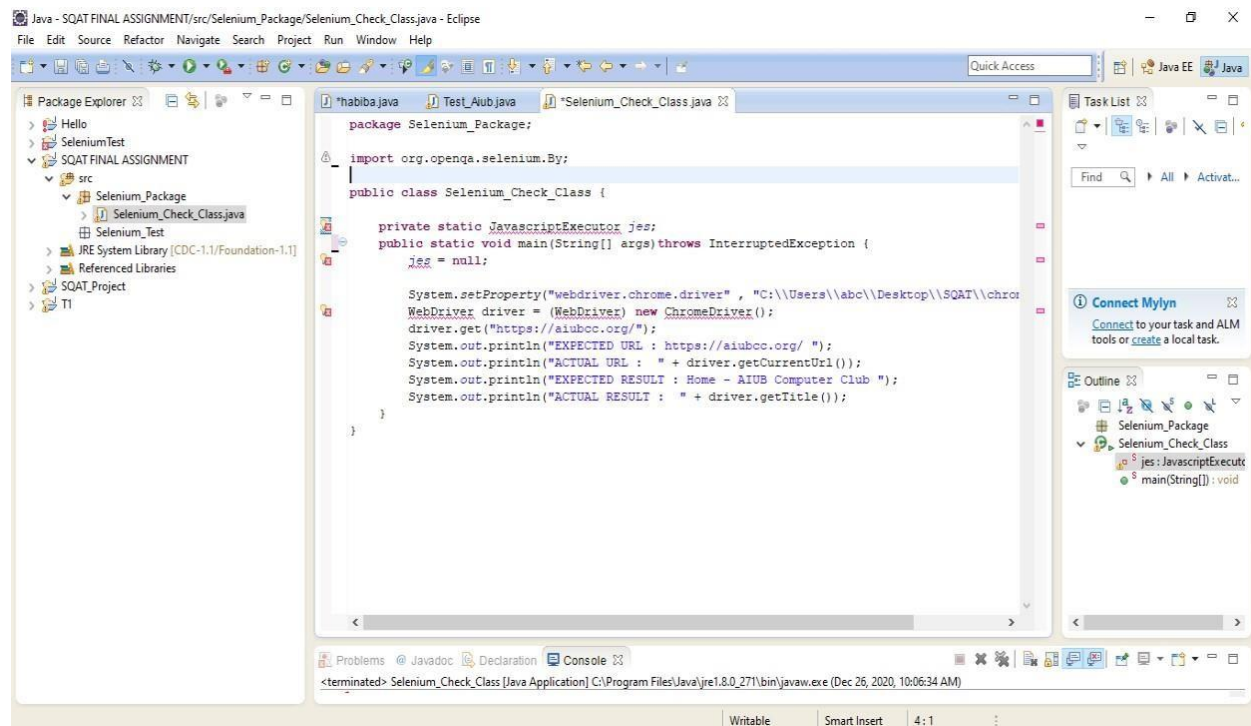 Java - SQAT FINAL ASSIGNMENT/src/Selenium_Package/Selenium_Check_Class.java - Eclipse
File Edit Source Refactor Navigate Search Project Run Window Help
Quick Access
Java EE
Java
Package Explorer
Hello
SeleniumTest
SQAT FINAL ASSIGNMENT
src
Selenium_Package
Selenium_Check_Class.java
Selenium_Test
JRE System Library [CDC-1.1/Foundation-1.1]
Referenced Libraries
SQAT_Project
T1
*habiba.java
Test_Aiub.java
*Selenium_Check_Class.java
package Selenium_Package;
import org.openqa.selenium.By;
public class Selenium_Check_Class {
private static JavascriptExecutor jes;
public static void main(String[] args)throws InterruptedException {
jes = null;
System.setProperty("webdriver.chrome.driver" , "C:\\Users\\abc\\Desktop\\SQAT\\chron
WebDriver driver = (WebDriver) new ChromeDriver();
driver.get("https://aiubcc.org/");
System.out.println("EXPECTED URL : https://aiubcc.org/ ");
System.out.println("ACTUAL URL :  " + driver.getCurrentUrl());
System.out.println("EXPECTED RESULT : Home - AIUB Computer Club ");
System.out.println("ACTUAL RESULT :  " + driver.getTitle());
}
}
Task List
Find
All
Activat...
Connect Mylyn
Connect to your task and ALM
tools or create a local task.
Outline
Selenium_Package
Selenium_Check_Class
jes : JavascriptExecuto
main(String[]) : void
Problems
Javadoc
Declaration
Console
<terminated> Selenium_Check_Class [Java Application] C:\Program Files\Java\jre1.8.0_271\bin\javaw.exe (Dec 26, 2020, 10:06:34 AM)
Writable
Smart Insert
4 : 1